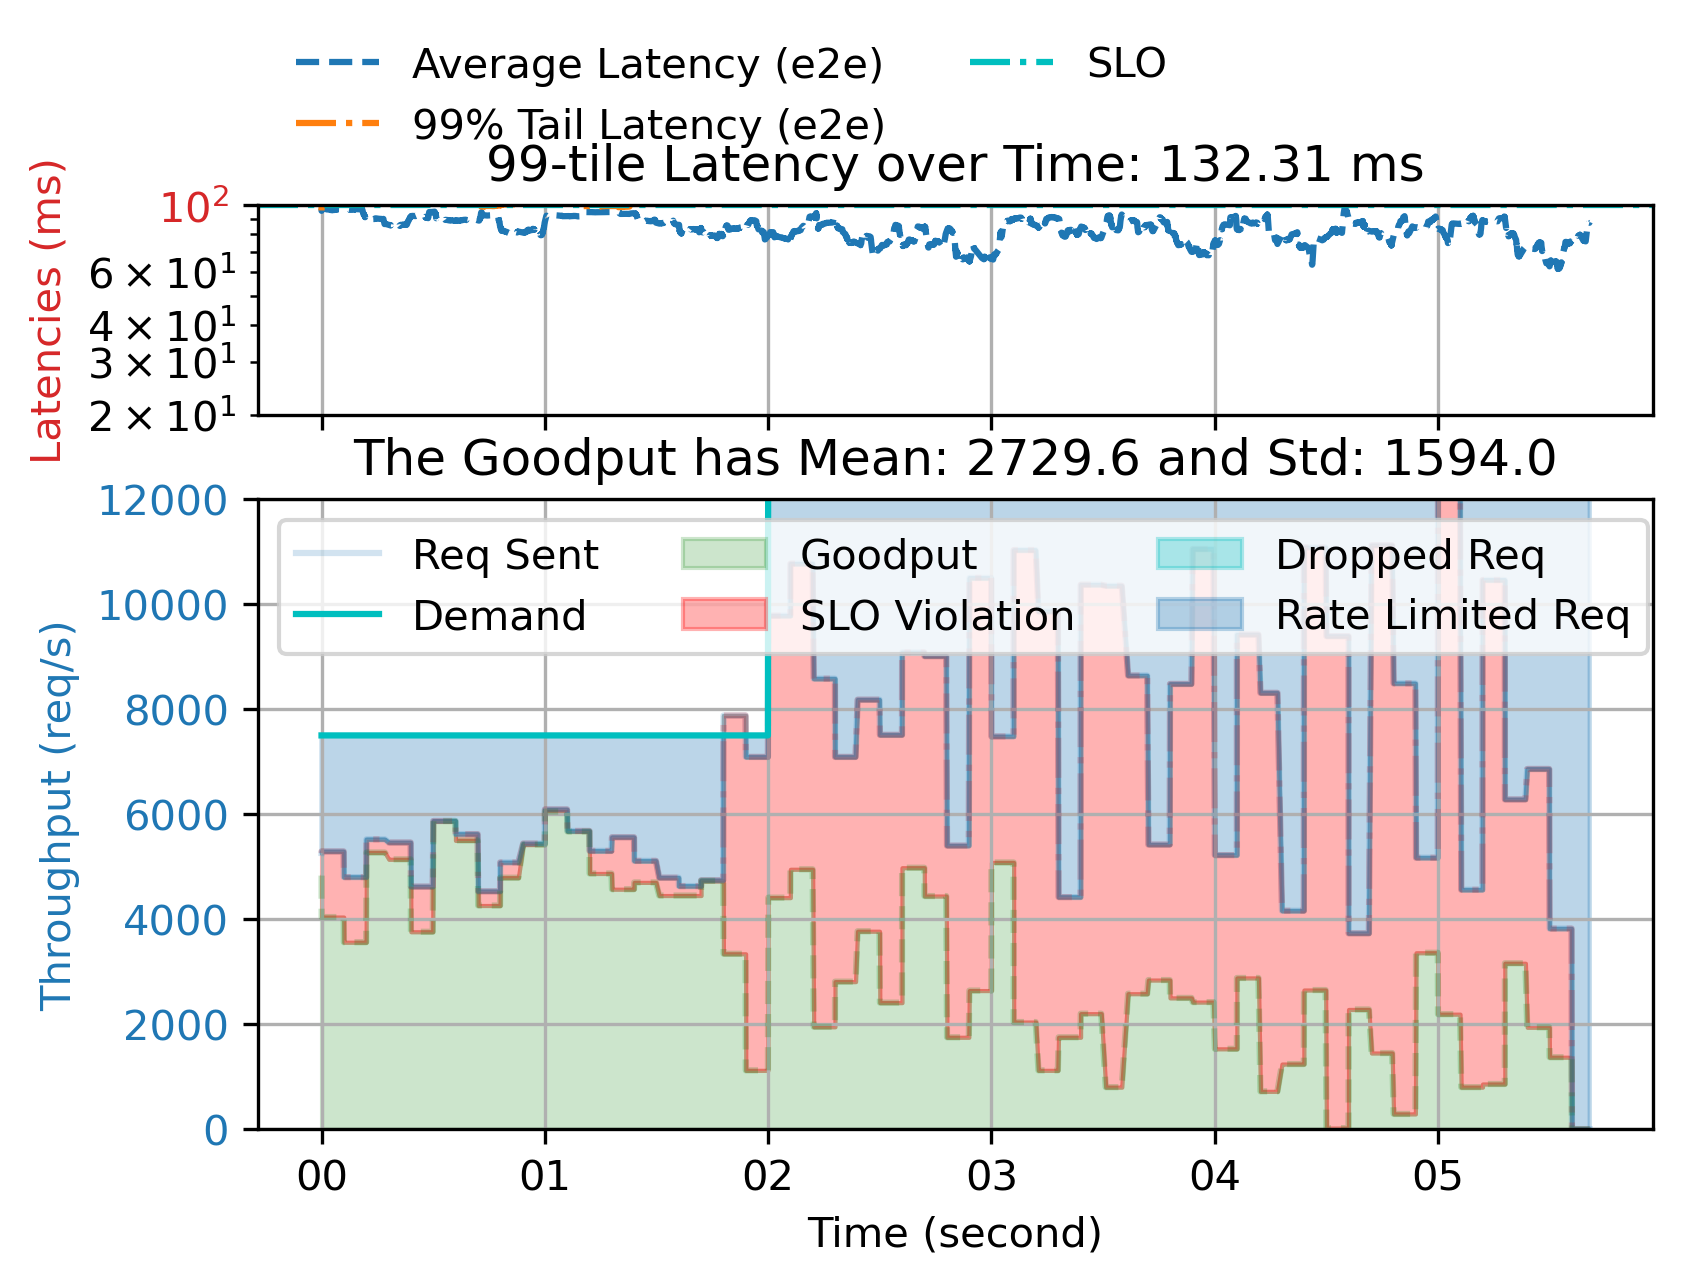 Average Latency (e2e)
SLO
99% Tail Latency (e2e)
99-tile Latency over Time: 132.31 ms
Latencies (ms)
10²
6 × 10¹
4 × 10¹
3 × 10¹
2 × 10¹
The Goodput has Mean: 2729.6 and Std: 1594.0
Throughput (req/s)
12000
10000
8000
6000
4000
2000
0
Req Sent
Goodput
Dropped Req
Demand
SLO Violation
Rate Limited Req
00 01 02 03 04 05
Time (second)